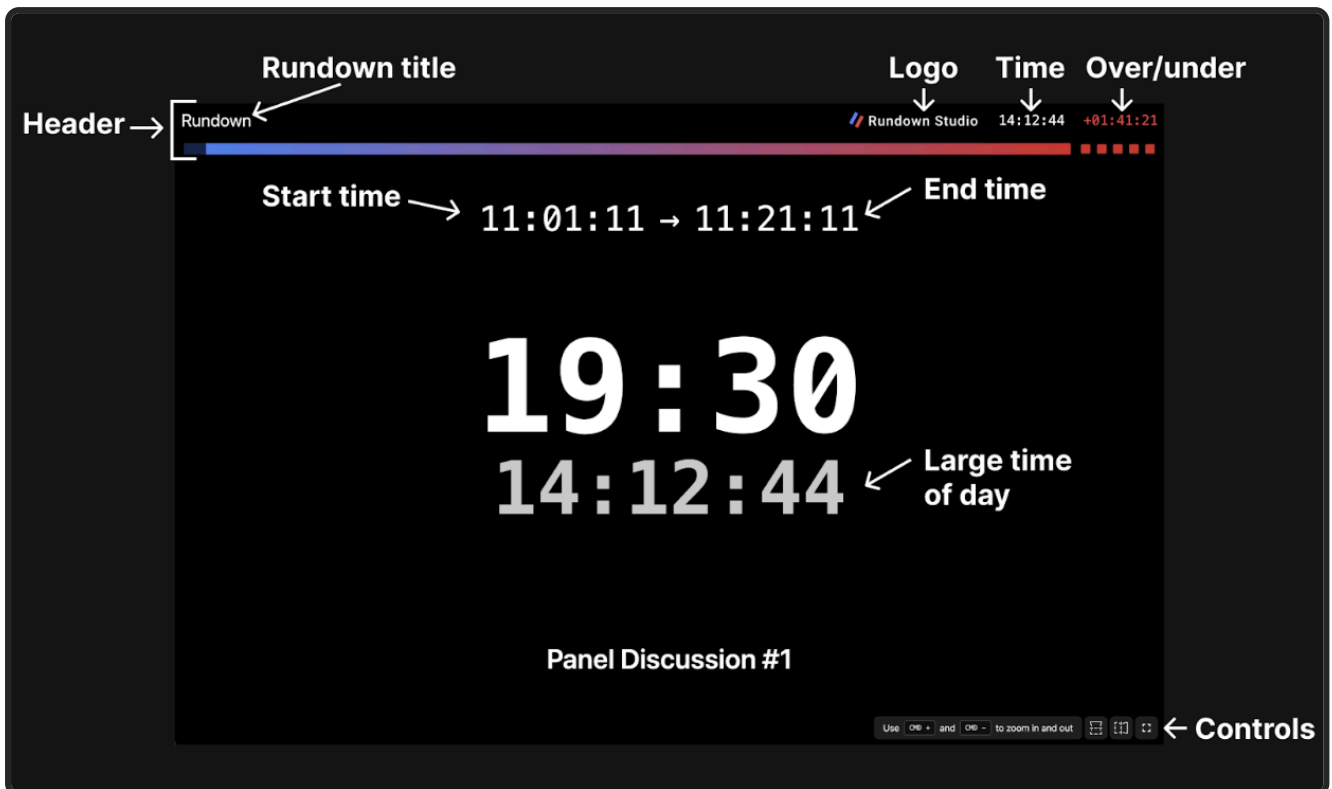 Rundown title
Logo
Time
Over/under
Header
Rundown
Rundown Studio
14:12:44
+01:41:21
Start time
11:01:11 → 11:21:11
End time
19:30
14:12:44
Large time
of day
Panel Discussion #1
Use CMD + and CMD - to zoom in and out
Controls